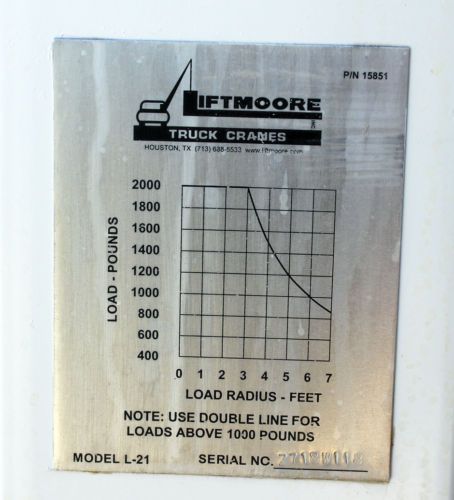 P/N 15851
LIFTMOORE INC
TRUCK CRANES
HOUSTON, TX (713) 688-5533 www.liftmoore.com
LOAD - POUNDS
2000
1800
1600
1400
1200
1000
800
600
400
0 1 2 3 4 5 6 7
LOAD RADIUS - FEET
NOTE: USE DOUBLE LINE FOR
LOADS ABOVE 1000 POUNDS
MODEL L-21 SERIAL NO.